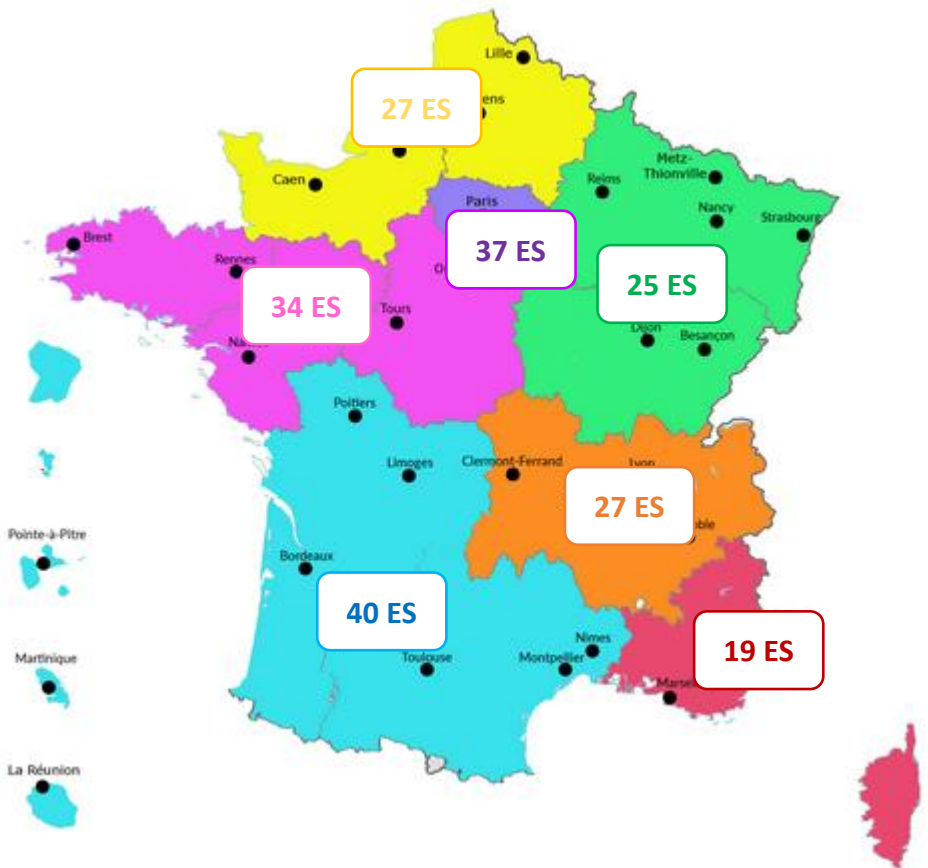 Lille
27 ES
ens
Caen
Metz-
Thionville
Reims
Paris
Nancy
Strasbourg
Brest
37 ES
Rennes
25 ES
34 ES
Tours
Dijon
Besançon
Poitiers
Limoges
Clermont-Ferrand
Lyon
27 ES
Pointe-à-Pitre
Bordeaux
40 ES
Nimes
19 ES
Martinique
Toulouse
Montpellier
La Réunion